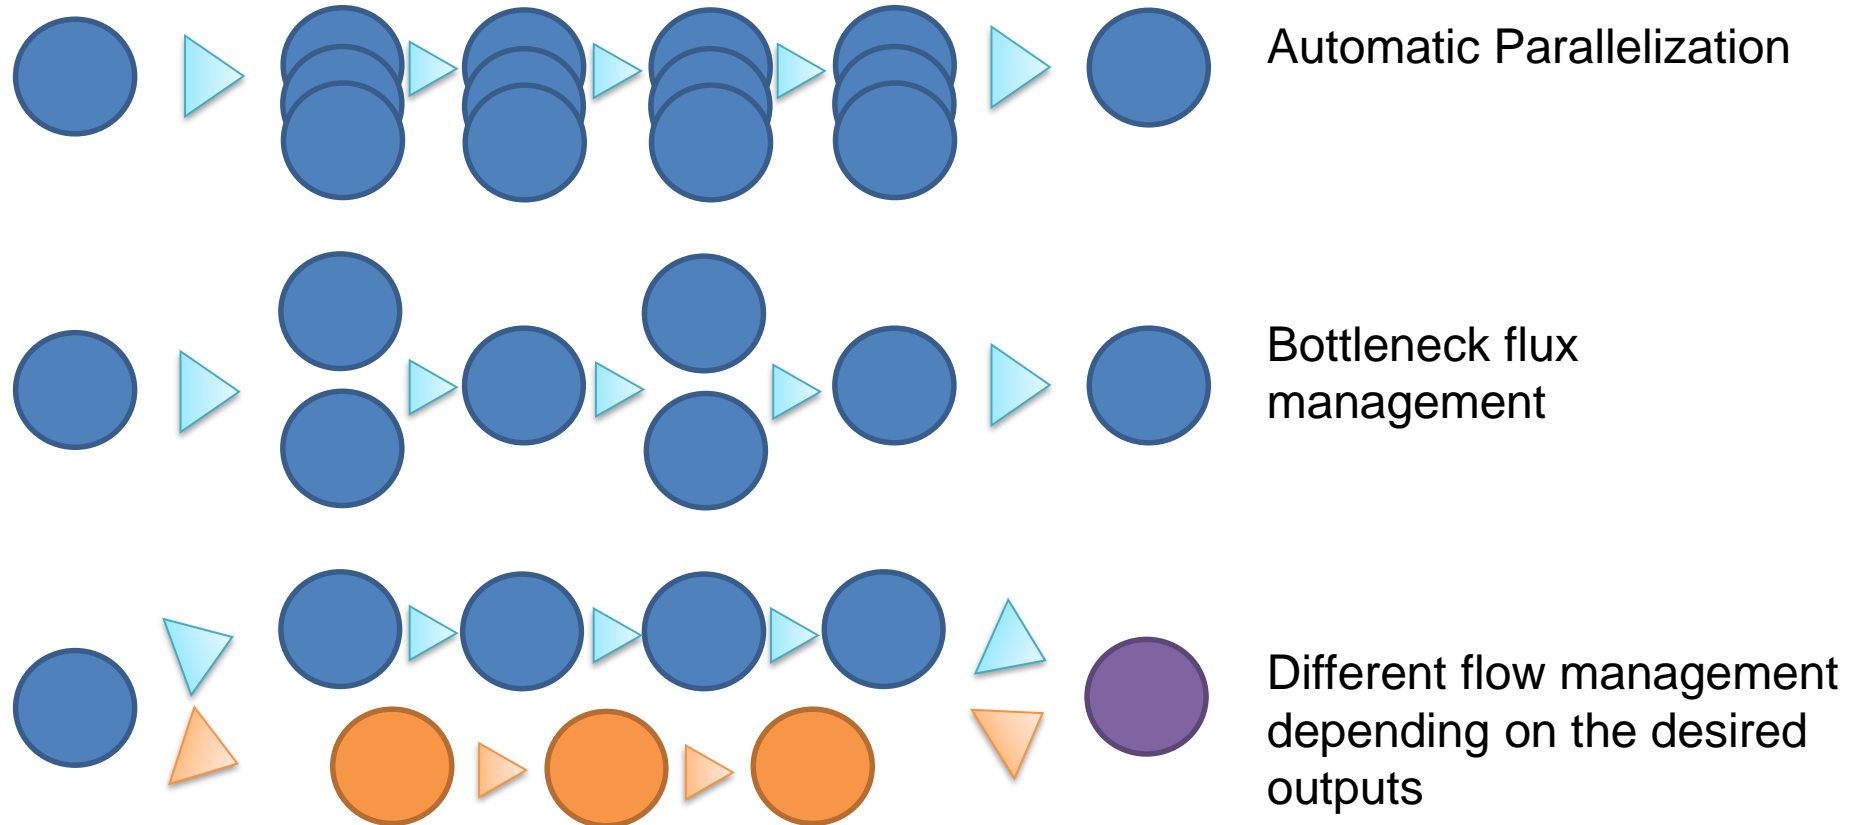 Automatic Parallelization
Bottleneck flux
management
Different flow management
depending on the desired
outputs